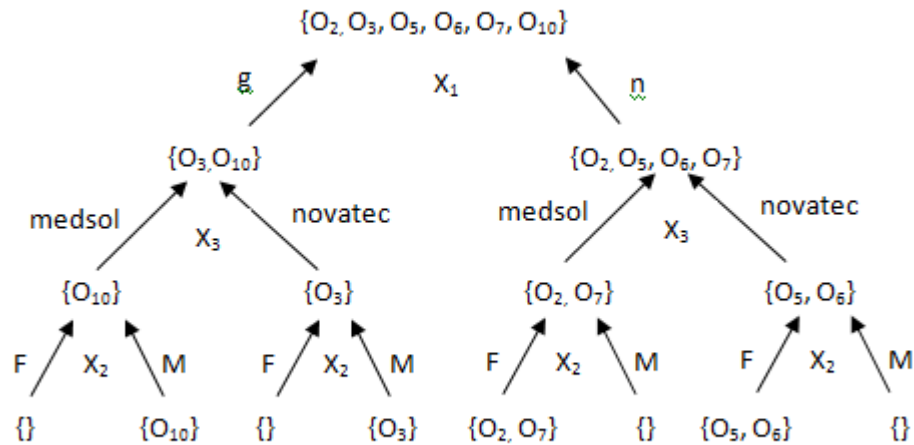 {O₂, O₃, O₅, O₆, O₇, O₁₀}
g X₁ n
{O₃, O₁₀} {O₂, O₅, O₆, O₇}
medsol X₃ novatec medsol X₃ novatec
{O₁₀} {O₃} {O₂, O₇} {O₅, O₆}
F X₂ M F X₂ M F X₂ M F X₂ M
{} {O₁₀} {} {O₃} {O₂, O₇} {} {O₅, O₆} {}